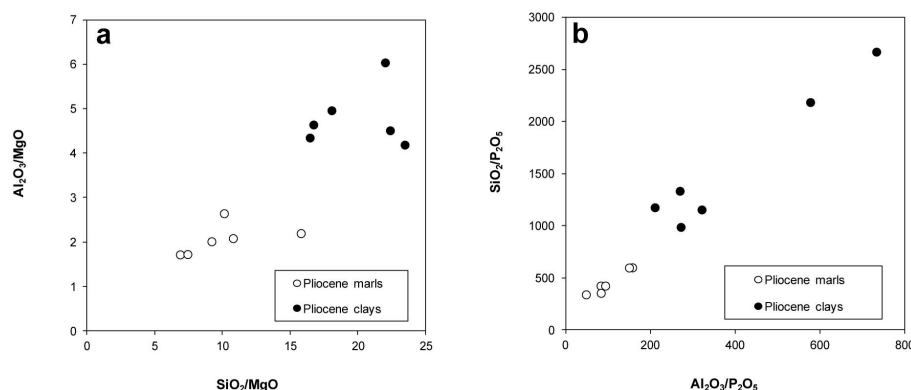 a
7
6
5
4
3
2
1
0
Al₂O₃/MgO
0 5 10 15 20 25
SiO₂/MgO
Pliocene marls
Pliocene clays
b
3000
2500
2000
1500
1000
500
0
SiO₂/P₂O₅
0 200 400 600 800
Al₂O₃/P₂O₅
Pliocene marls
Pliocene clays